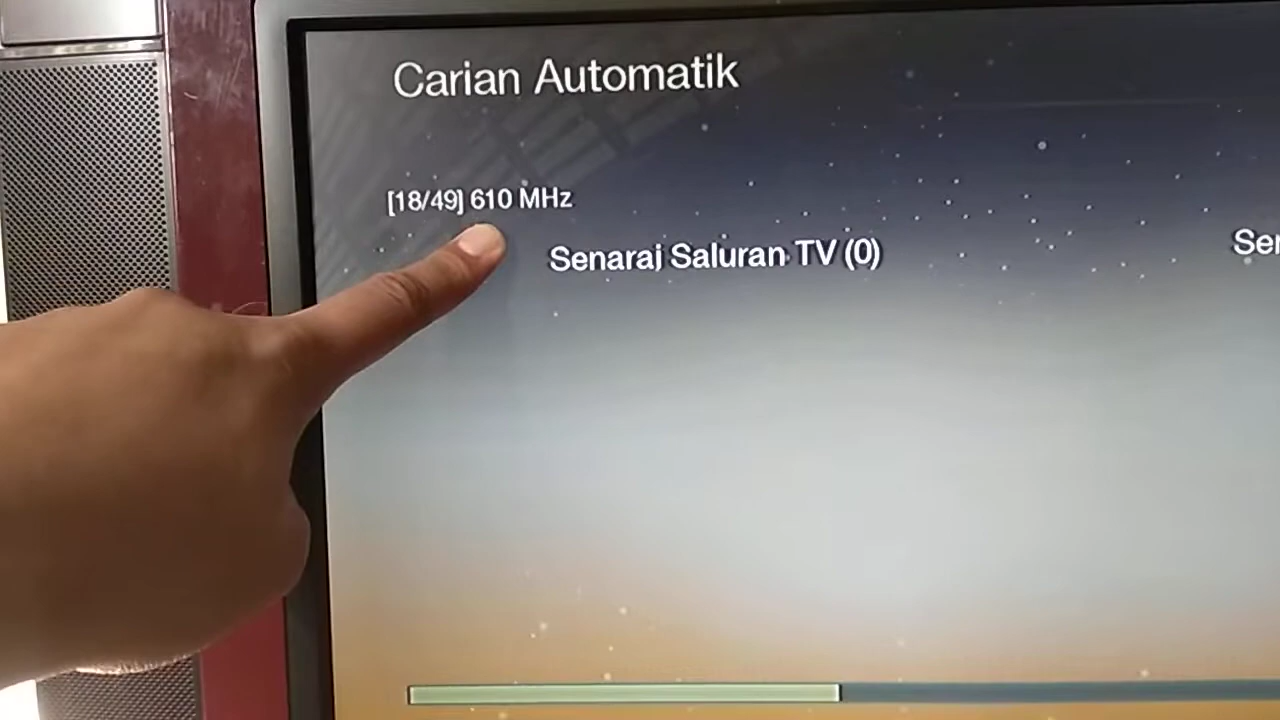 Carian Automatik
[18/49] 610 MHz
Senarai Saluran TV (0)